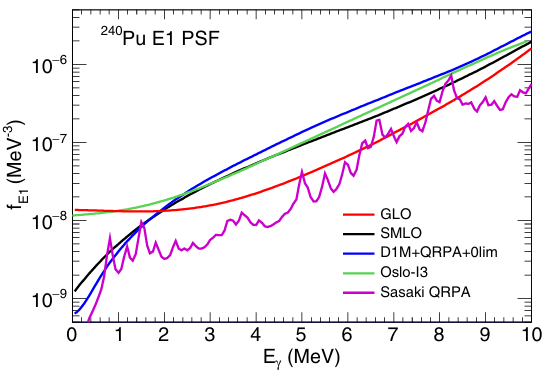 ²⁴⁰Pu E1 PSF
f_E1 (MeV⁻³)
10⁻⁶
10⁻⁷
10⁻⁸
10⁻⁹
GLO
SMLO
D1M+QRPA+0lim
Oslo-I3
Sasaki QRPA
0 1 2 3 4 5 6 7 8 9 10
E_γ (MeV)